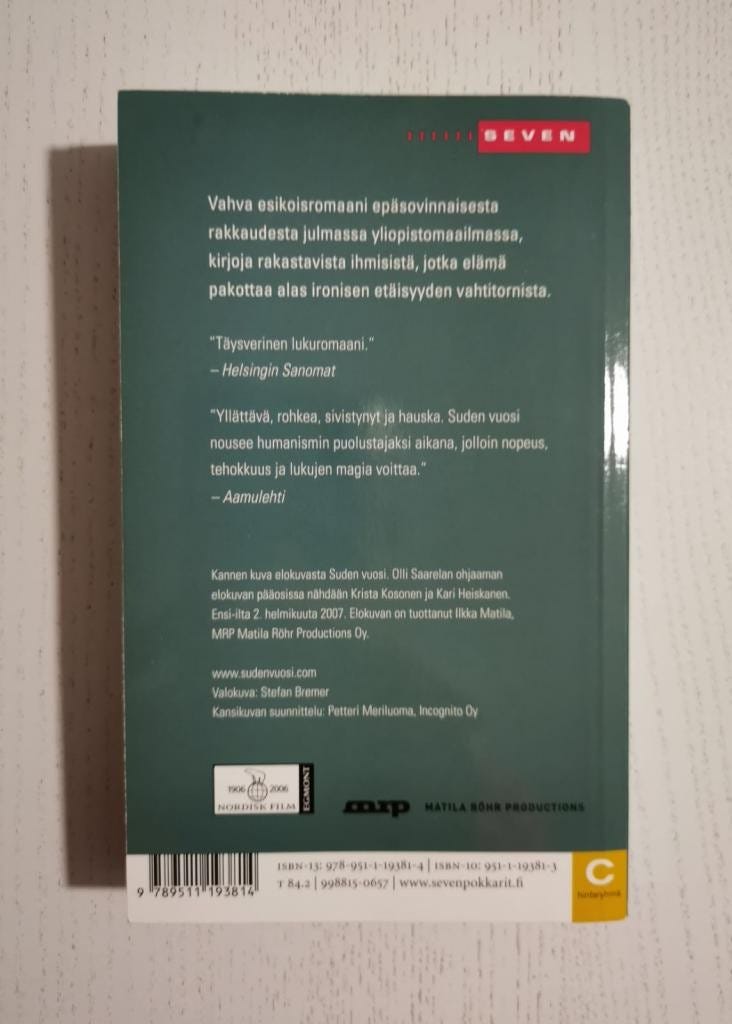 SEVEN
Vahva esikoisromaani epäsovinnaisesta
rakkaudesta julmassa yliopistomaailmassa,
kirjoja rakastavista ihmisistä, jotka elämä
pakottaa alas ironisen etäisyyden vahtitornista.
"Täysverinen lukuromaani."
– Helsingin Sanomat
"Yllättävä, rohkea, sivistynyt ja hauska. Suden vuosi
nousee humanismin puolustajaksi aikana, jolloin nopeus,
tehokkuus ja lukujen magia voittaa."
– Aamulehti
Kannen kuva elokuvasta Suden vuosi. Olli Saarelan ohjaaman
elokuvan pääosissa nähdään Krista Kosonen ja Kari Heiskanen.
Ensi-ilta 2. helmikuuta 2007. Elokuvan on tuottanut Ilkka Matila,
MRP Matila Röhr Productions Oy.
www.sudenvuosi.com
Valokuva: Stefan Bremer
Kansikuvan suunnittelu: Petteri Meriluoma, Incognito Oy
1906 2006
NORDISK FILM
EGMONT
mrp MATILA RÖHR PRODUCTIONS
ISBN-13: 978-951-1-19381-4 | ISBN-10: 951-1-19381-3
T 84.2 | 998815-0657 | www.sevenpokkarit.fi
9 789511 193814
C
hintaryhmä